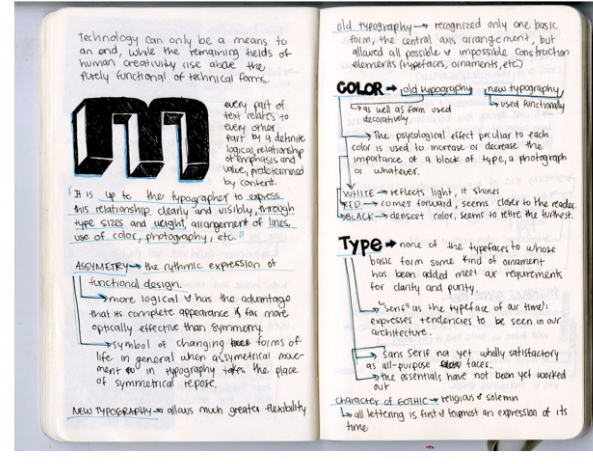 Technology can only be a means to
an end, while the remaining fields of
human creativity rise above the
purely functional of technical forms.
m
every part of
text relates to
every other
part by a definite
logical relationship
of emphasis and
value, predetermined
by content.
"It is up to the typographer to express
this relationship clearly and visibly, through
type sizes and weight, arrangement of lines,
use of color, photography, etc."
ASSYMETRY → the rythmic expression of
functional design.
→ more logical & has the advantage
that its complete appearance is far more
optically effective than symmetry.
→ symbol of changing forms of
life in general when assymetrical move-
ment in typography takes the place
of symmetrical repose.
NEW TYPOGRAPHY → allows much greater flexibility
old typography → recognized only one basic
form, the central axis arrangement, but
allowed all possible & impossible construction
elements (typefaces, ornaments, etc)
COLOR → old typography new typography
→ as well as form used
decoratively
→ used functionally
→ The psycological effect peculiar to each
color is used to increase or decrease the
importance of a block of type, a photograph
or whatever.
WHITE → reflects light, it shines
RED → comes forward, seems closer to the reader.
BLACK → densest color, seems to retire the furthest.
Type → none of the typefaces to whose
basic form some kind of ornament
has been added meet our requirements
for clarity and purity.
→ "serif" as the typeface of our time:
expresses tendencies to be seen in our
architecture.
→ sans serif not yet wholly satisfactory
as all-purpose faces.
→ the essentials have not been yet worked
out
CHARACTER OF GOTHIC → religious & solemn
→ all lettering is first & foremost an expression of its
time